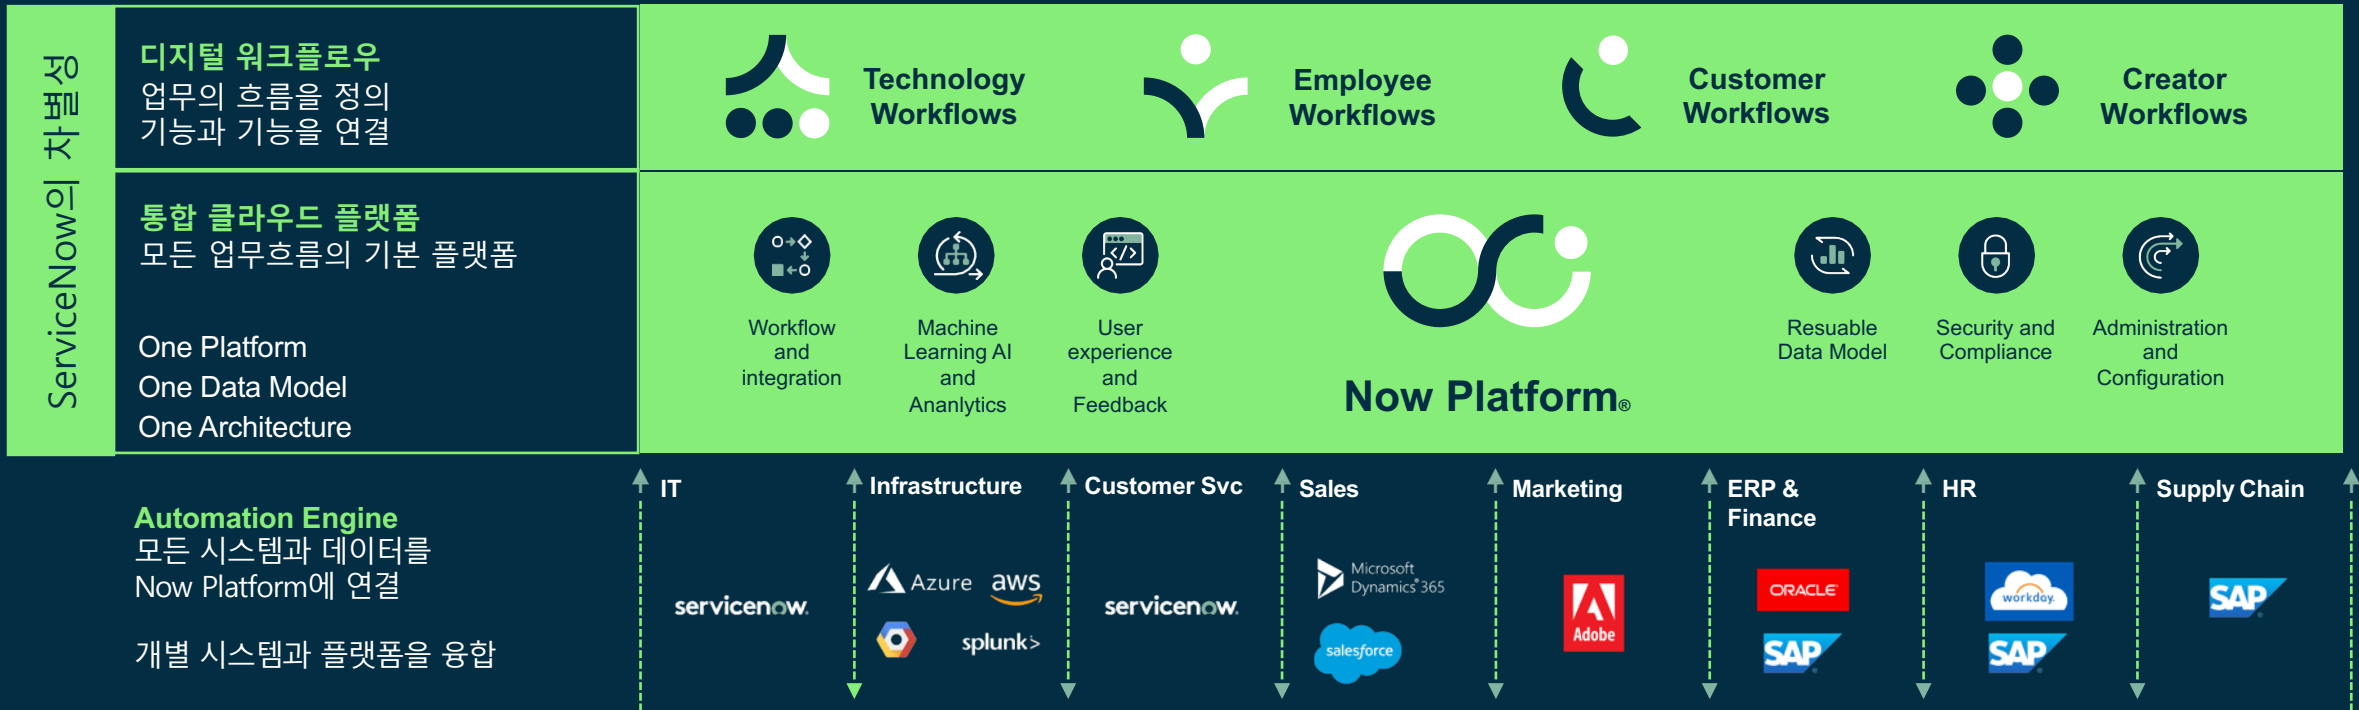 ServiceNow의 차별성
디지털 워크플로우
업무의 흐름을 정의
기능과 기능을 연결
Technology
Workflows
Employee
Workflows
Customer
Workflows
Creator
Workflows
통합 클라우드 플랫폼
모든 업무흐름의 기본 플랫폼
One Platform
One Data Model
One Architecture
Workflow
and
integration
Machine
Learning AI
and
Ananlytics
User
experience
and
Feedback
Now Platform®
Resuable
Data Model
Security and
Compliance
Administration
and
Configuration
Automation Engine
모든 시스템과 데이터를
Now Platform에 연결
개별 시스템과 플랫폼을 융합
IT
servicenow.
Infrastructure
Azure
aws
splunk>
Customer Svc
servicenow.
Sales
Microsoft
Dynamics® 365
salesforce
Marketing
Adobe
ERP &
Finance
ORACLE
SAP
HR
workday.
SAP
Supply Chain
SAP